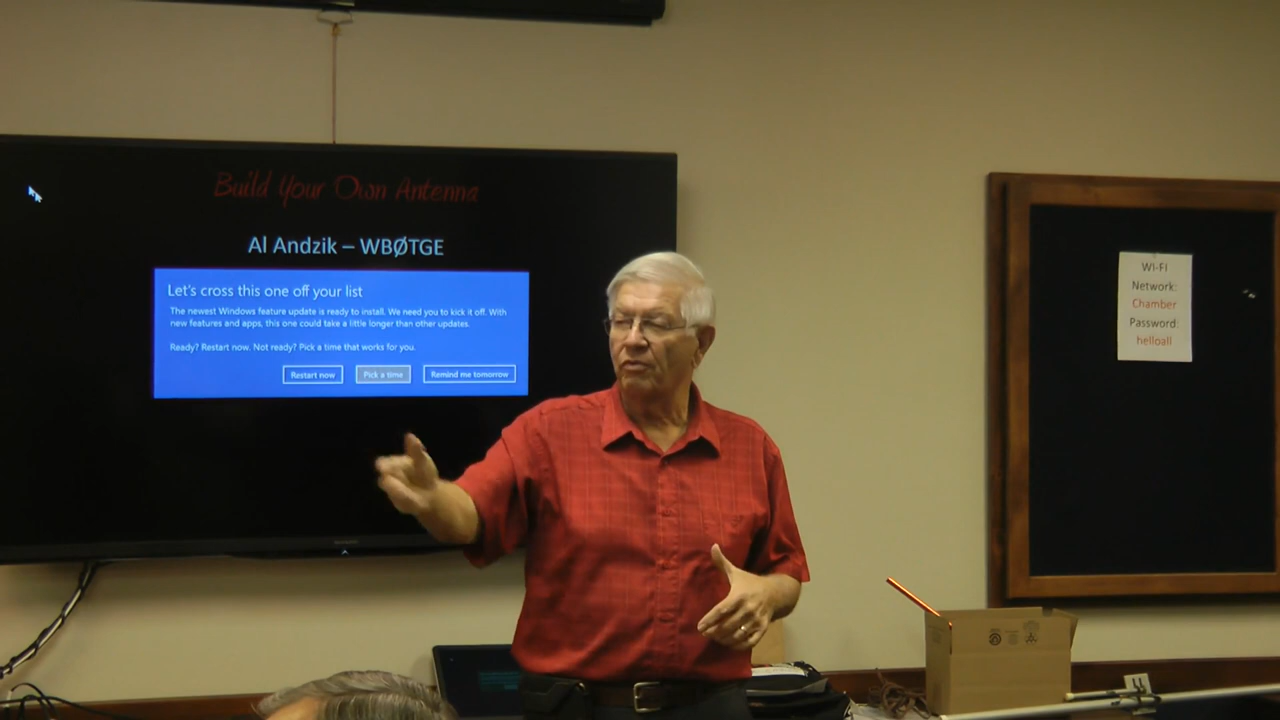 Build Your Own Antenna
Al Andzik – WBØTGE
Let's cross this one off your list
The newest Windows feature update is ready to install. We need you to kick it off. With
new features and apps, this one could take a little longer than other updates.
Ready? Restart now. Not ready? Pick a time that works for you.
Restart now
Pick a time
Remind me tomorrow
WI-FI
Network:
Chamber
Password:
helloall